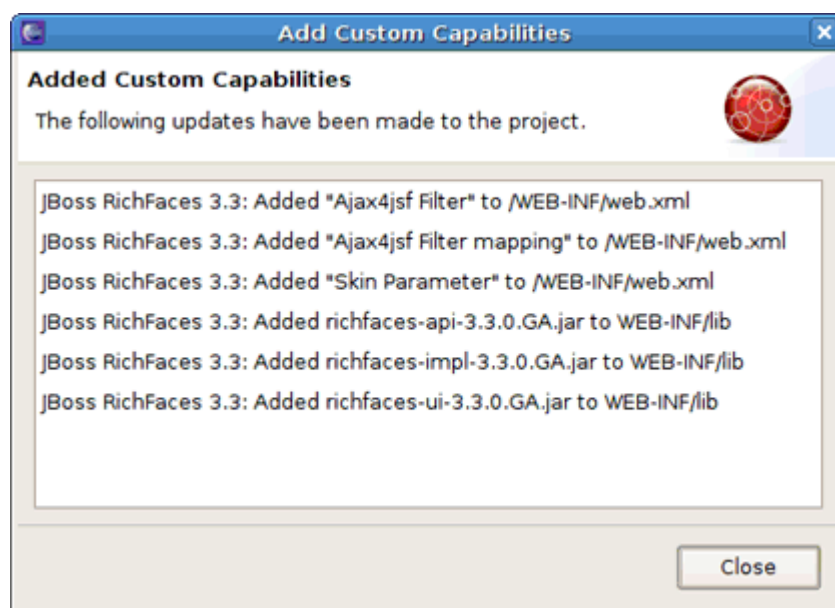 Add Custom Capabilities
Added Custom Capabilities
The following updates have been made to the project.
JBoss RichFaces 3.3: Added "Ajax4jsf Filter" to /WEB-INF/web.xml
JBoss RichFaces 3.3: Added "Ajax4jsf Filter mapping" to /WEB-INF/web.xml
JBoss RichFaces 3.3: Added "Skin Parameter" to /WEB-INF/web.xml
JBoss RichFaces 3.3: Added richfaces-api-3.3.0.GA.jar to WEB-INF/lib
JBoss RichFaces 3.3: Added richfaces-impl-3.3.0.GA.jar to WEB-INF/lib
JBoss RichFaces 3.3: Added richfaces-ui-3.3.0.GA.jar to WEB-INF/lib
Close